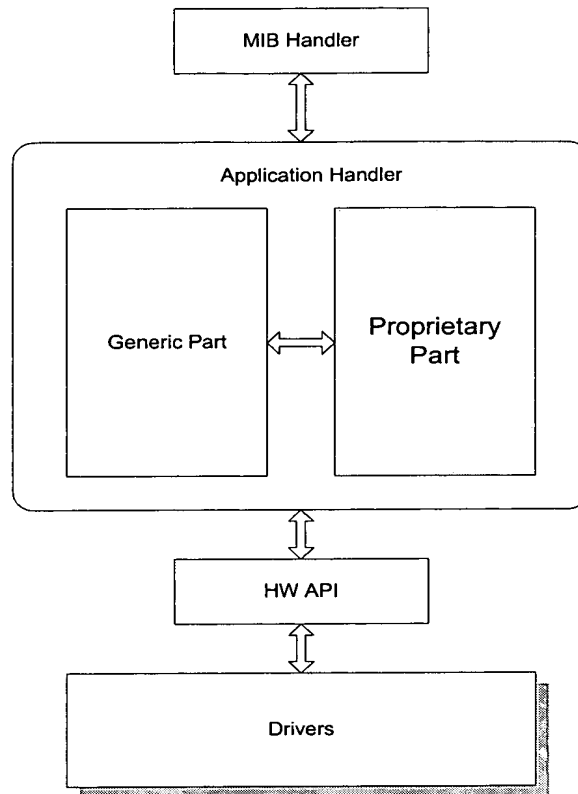 MIB Handler
Application Handler
Generic Part
Proprietary
Part
HW API
Drivers